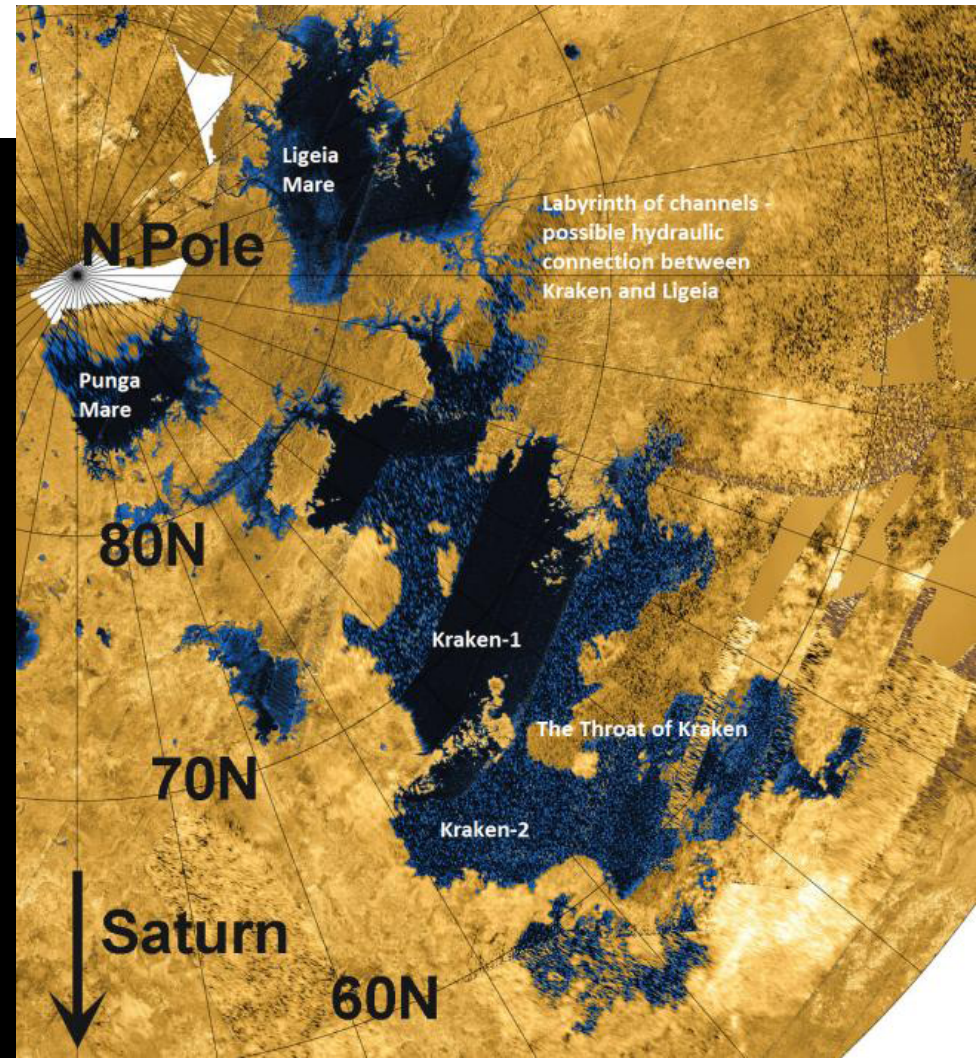 Ligeia
Mare
N.Pole
Labyrinth of channels -
possible hydraulic
connection between
Kraken and Ligeia
Punga
Mare
80N
Kraken-1
The Throat of Kraken
70N
Kraken-2
Saturn
60N